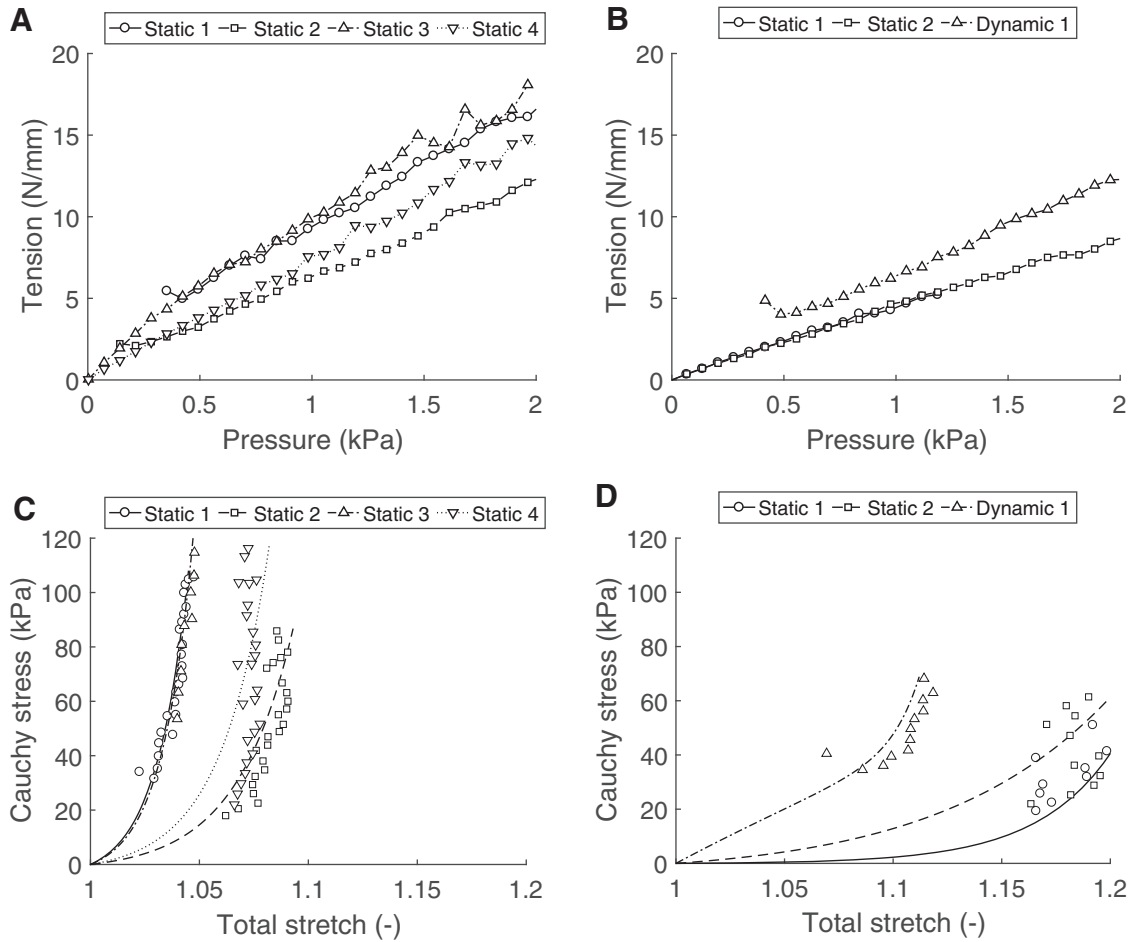 A
Static 1 Static 2 Static 3 Static 4
20
15
10
5
0
Tension (N/mm)
0 0.5 1 1.5 2
Pressure (kPa)
B
Static 1 Static 2 Dynamic 1
20
15
10
5
0
Tension (N/mm)
0 0.5 1 1.5 2
Pressure (kPa)
C
Static 1 Static 2 Static 3 Static 4
120
100
80
60
40
20
0
Cauchy stress (kPa)
1 1.05 1.1 1.15 1.2
Total stretch (-)
D
Static 1 Static 2 Dynamic 1
120
100
80
60
40
20
0
Cauchy stress (kPa)
1 1.05 1.1 1.15 1.2
Total stretch (-)